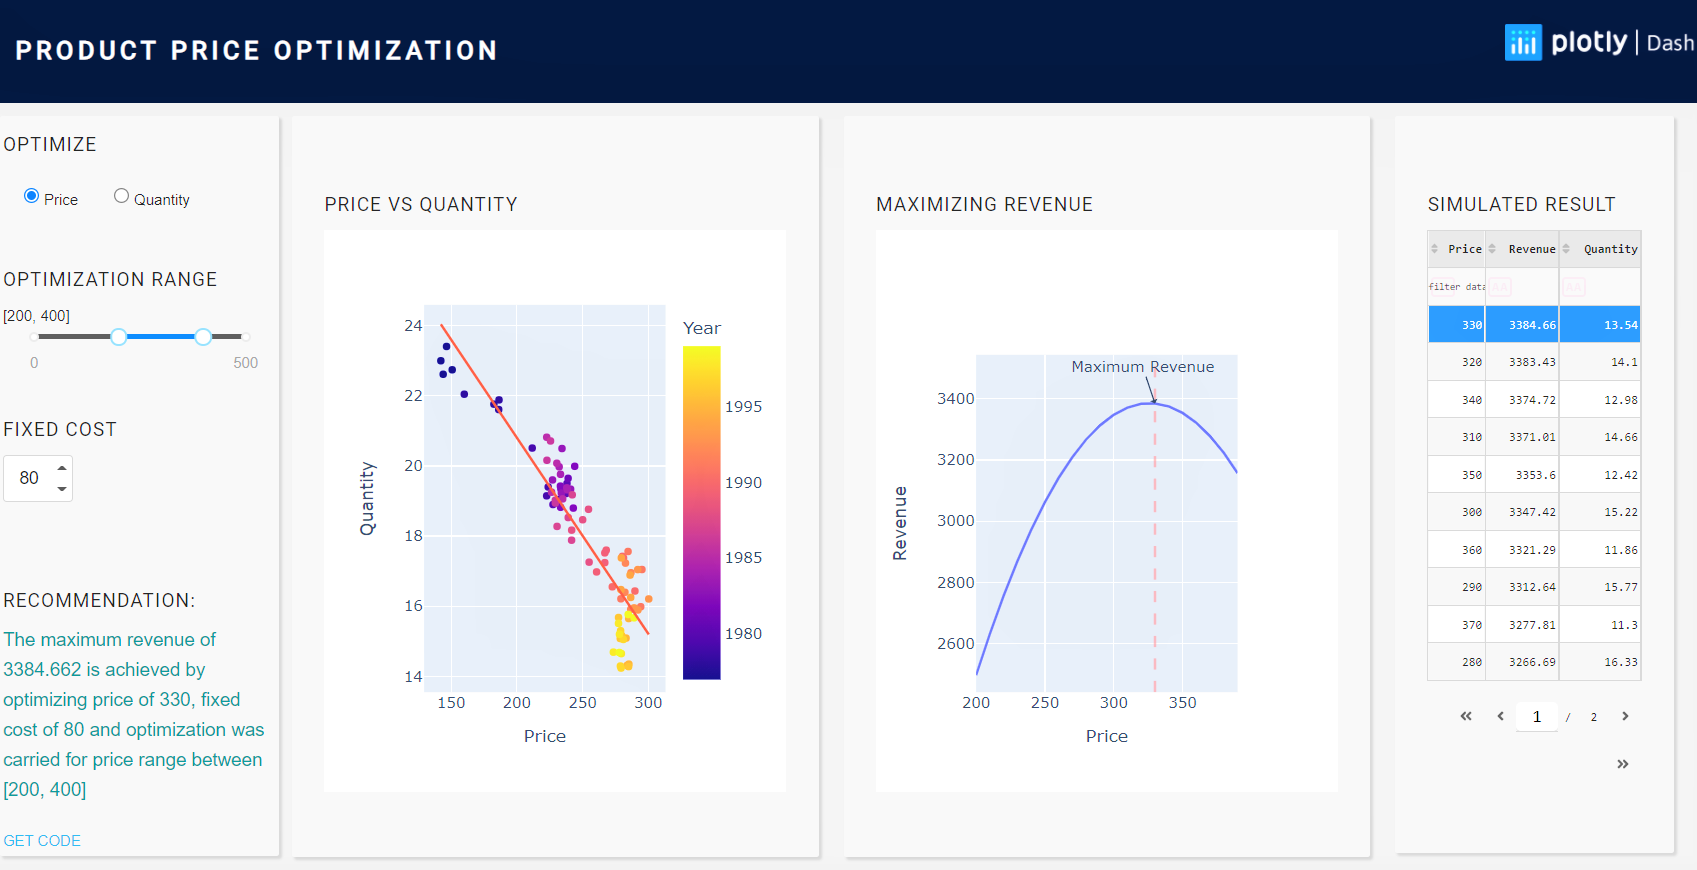 PRODUCT PRICE OPTIMIZATION
plotly | Dash
OPTIMIZE
Price
Quantity
OPTIMIZATION RANGE
[200, 400]
0
500
FIXED COST
80
RECOMMENDATION:
The maximum revenue of
3384.662 is achieved by
optimizing price of 330, fixed
cost of 80 and optimization was
carried for price range between
[200, 400]
GET CODE
PRICE VS QUANTITY
24
22
20
18
16
14
Quantity
150 200 250 300
Price
Year
1995
1990
1985
1980
MAXIMIZING REVENUE
Maximum Revenue
3400
3200
3000
2800
2600
Revenue
200 250 300 350
Price
SIMULATED RESULT
Price Revenue Quantity
filter data
330 3384.66 13.54
320 3383.43 14.1
340 3374.72 12.98
310 3371.01 14.66
350 3353.6 12.42
300 3347.42 15.22
360 3321.29 11.86
290 3312.64 15.77
370 3277.81 11.3
280 3266.69 16.33
1 / 2